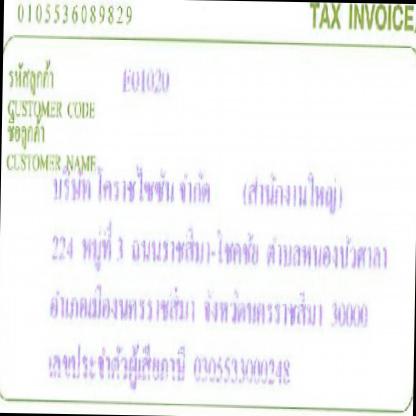 0105536089829 TAX INVOICE
รหัสลูกค้า E01020
CUSTOMER CODE
ชื่อลูกค้า
CUSTOMER NAME
บริษัท โคราชไซซัน จำกัด (สำนักงานใหญ่)
224 หมู่ที่ 3 ถนนราชสีมา-โชคชัย ตำบลหนองบัวศาลา
อำเภอเมืองนครราชสีมา จังหวัดนครราชสีมา 30000
เลขประจำตัวผู้เสียภาษี 0305533000248